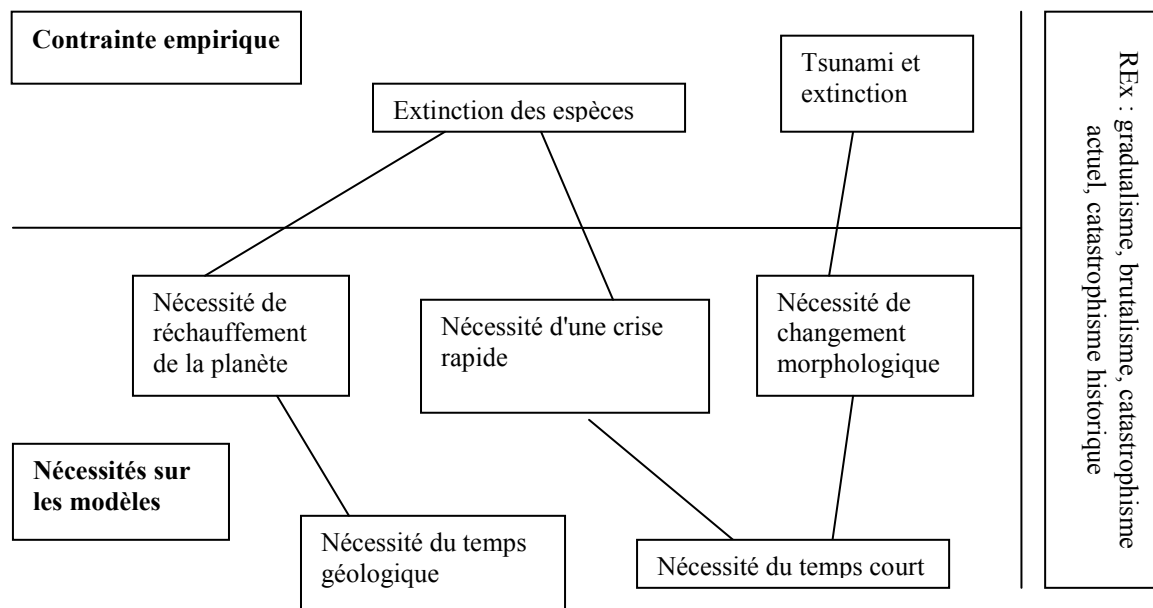 Contrainte empirique
Tsunami et
extinction
Extinction des espèces
Nécessité de
réchauffement
de la planète
Nécessité d'une crise
rapide
Nécessité de
changement
morphologique
Nécessités sur
les modèles
Nécessité du temps
géologique
Nécessité du temps court
REx : gradualisme, brutalisme, catastrophisme
actuel, catastrophisme historique